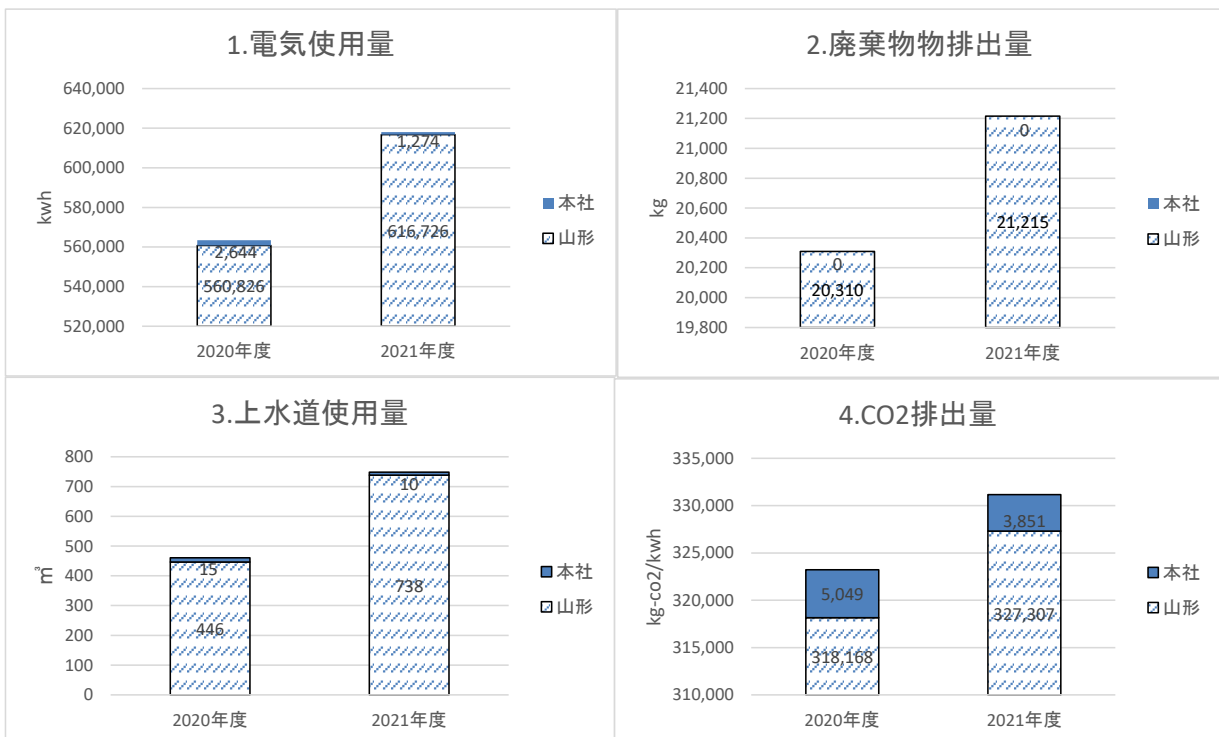 1.電気使用量
640,000
620,000
600,000
580,000
560,000
540,000
520,000
kwh
2,644
560,826
1,274
616,726
2020年度
2021年度
本社
山形
2.廃棄物物排出量
21,400
21,200
21,000
20,800
20,600
20,400
20,200
20,000
19,800
kg
0
20,310
0
21,215
2020年度
2021年度
本社
山形
3.上水道使用量
800
700
600
500
400
300
200
100
0
㎥
15
446
10
738
2020年度
2021年度
本社
山形
4.CO2排出量
335,000
330,000
325,000
320,000
315,000
310,000
kg-co2/kwh
5,049
318,168
3,851
327,307
2020年度
2021年度
本社
山形